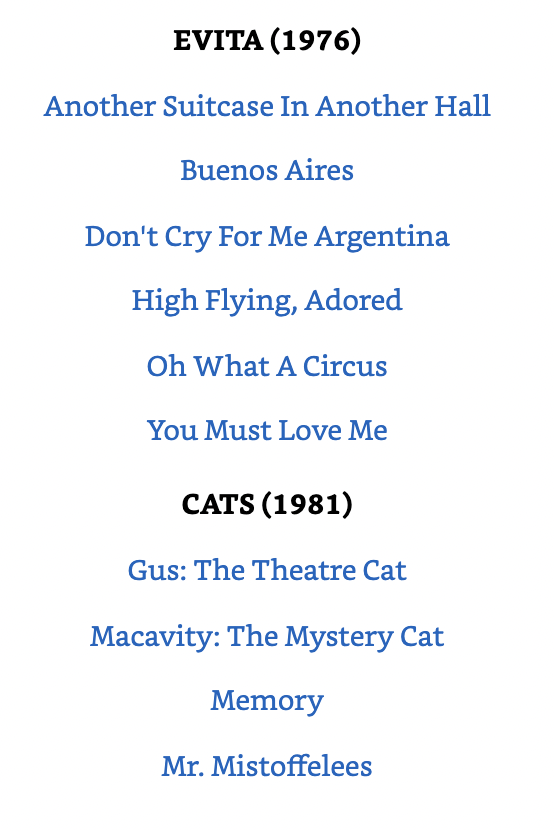 EVITA (1976)
Another Suitcase In Another Hall
Buenos Aires
Don't Cry For Me Argentina
High Flying, Adored
Oh What A Circus
You Must Love Me
CATS (1981)
Gus: The Theatre Cat
Macavity: The Mystery Cat
Memory
Mr. Mistoffelees